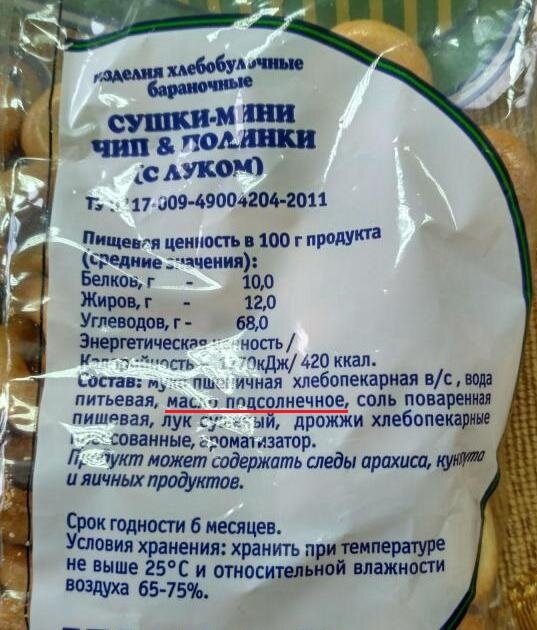 изделия хлебобулочные
бараночные
СУШКИ-МИНИ
ЧИП & ПОЛИНКИ
(С ЛУКОМ)
ТУ 17-009-49004204-2011
Пищевая ценность в 100 г продукта
(средние значения):
Белков, г - 10,0
Жиров, г - 12,0
Углеводов, г - 68,0
Энергетическая ценность /
Калорийность кДж/ 420 ккал.
Состав: мука пшеничная хлебопекарная в/с, вода
питьевая, масло подсолнечное, соль поваренная
пищевая, лук сушеный, дрожжи хлебопекарные
прессованные, ароматизатор.
Продукт может содержать следы арахиса, кунжута
и яичных продуктов.
Срок годности 6 месяцев.
Условия хранения: хранить при температуре
не выше 25°С и относительной влажности
воздуха 65-75%.